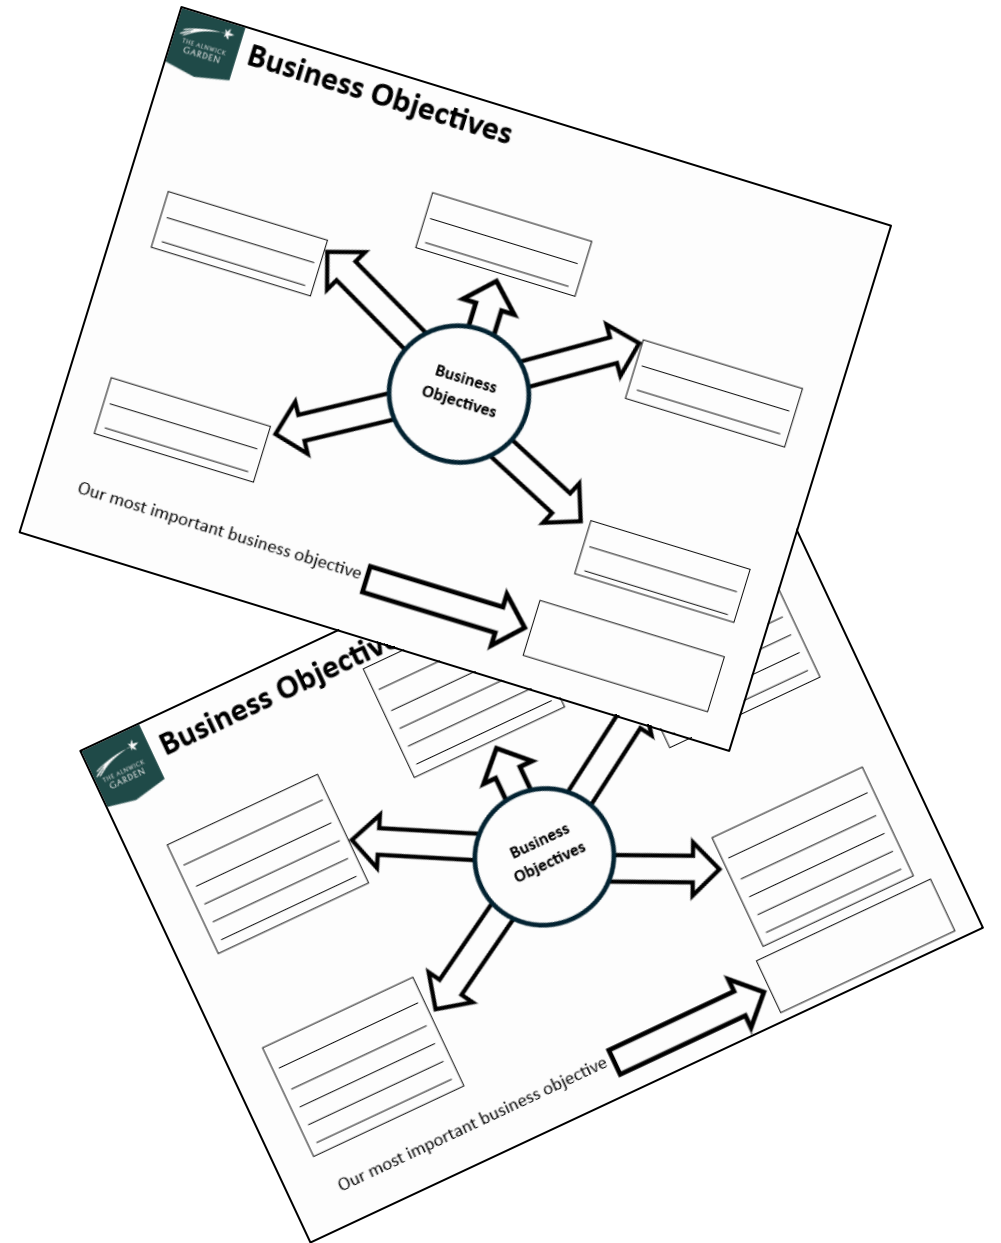 THE ALNWICK
GARDEN
Business Objectives
Business
Objectives
Our most important business objective
Business Objectiv
THE ALNWICK
GARDEN
Business
Objectives
Our most important business objective